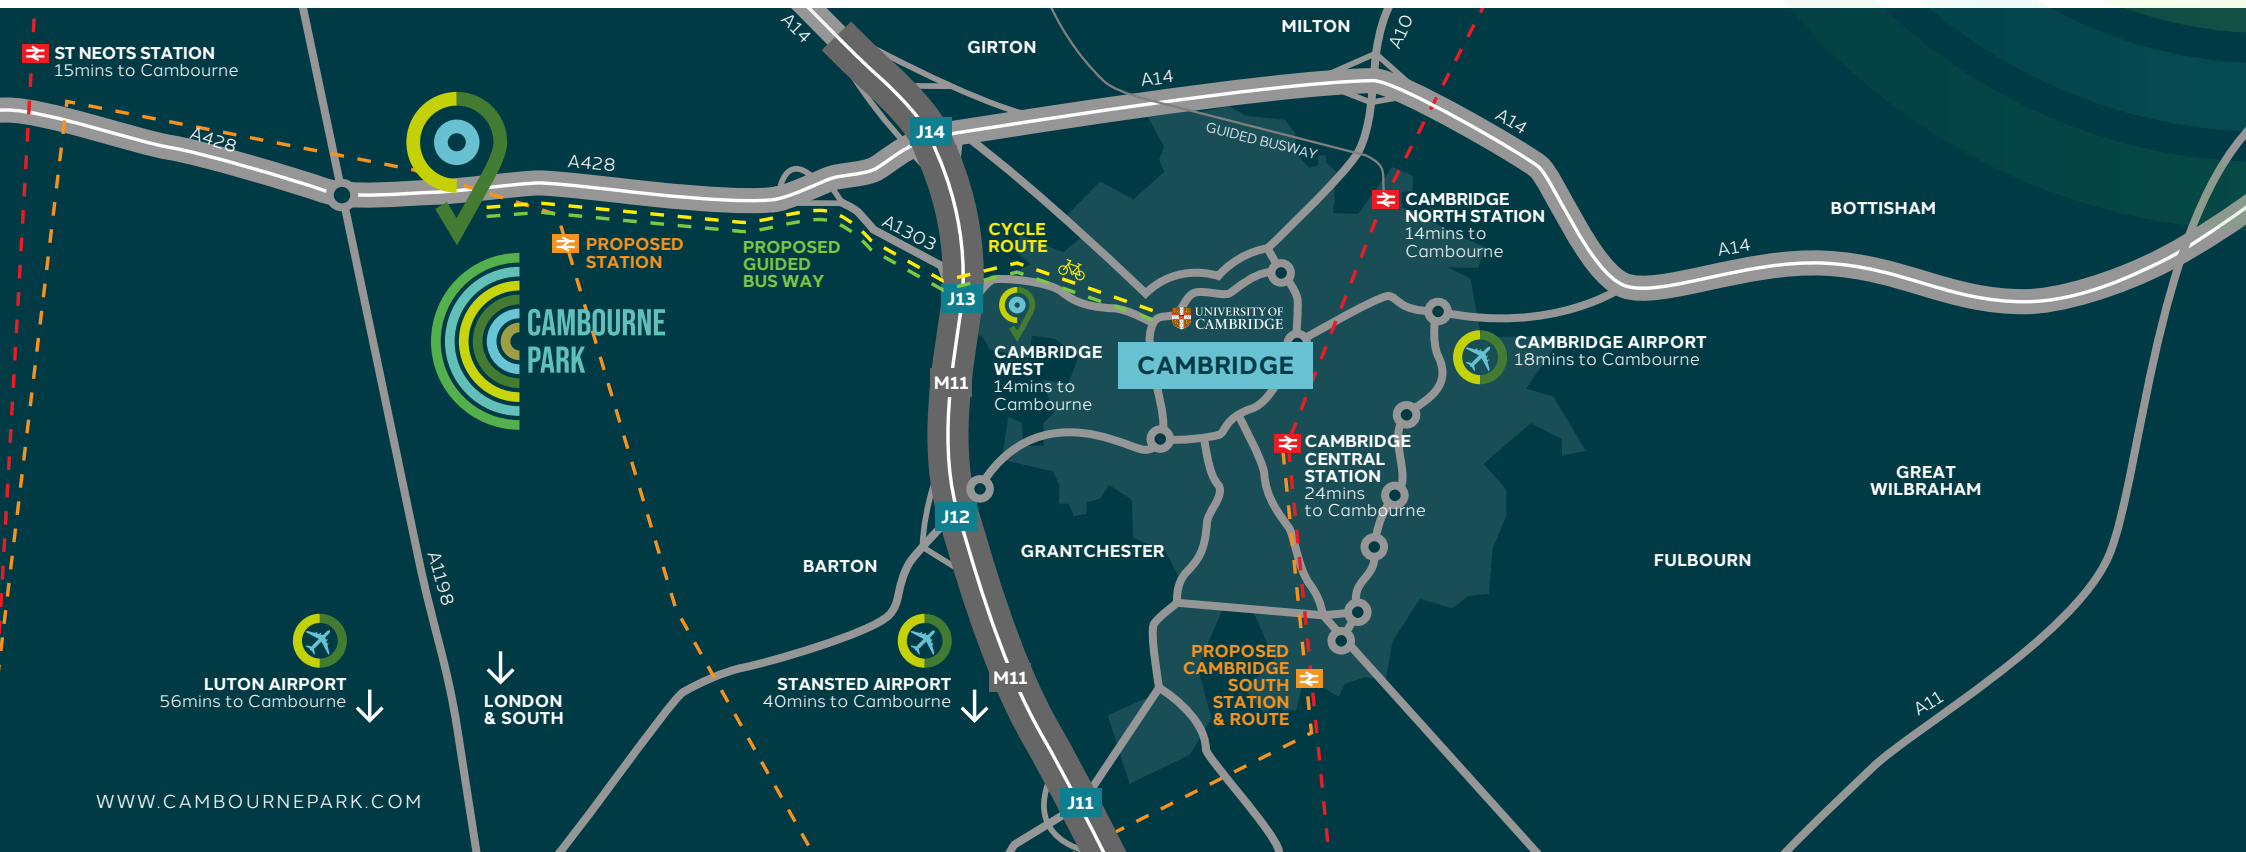 ST NEOTS STATION
15mins to Cambourne
A428
A428
A14
GIRTON
MILTON
A10
A14
A14
J14
GUIDED BUSWAY
CAMBRIDGE
NORTH STATION
14mins to
Cambourne
BOTTISHAM
A14
PROPOSED
STATION
PROPOSED
GUIDED
BUS WAY
A1303
CYCLE
ROUTE
J13
CAMBOURNE
PARK
UNIVERSITY OF
CAMBRIDGE
CAMBRIDGE
WEST
14mins to
Cambourne
CAMBRIDGE
CAMBRIDGE AIRPORT
18mins to Cambourne
M11
CAMBRIDGE
CENTRAL
STATION
24mins
to Cambourne
GREAT
WILBRAHAM
J12
A1198
BARTON
GRANTCHESTER
FULBOURN
LUTON AIRPORT
56mins to Cambourne
LONDON
& SOUTH
STANSTED AIRPORT
40mins to Cambourne
M11
PROPOSED
CAMBRIDGE
SOUTH
STATION
& ROUTE
A11
WWW.CAMBOURNEPARK.COM
J11